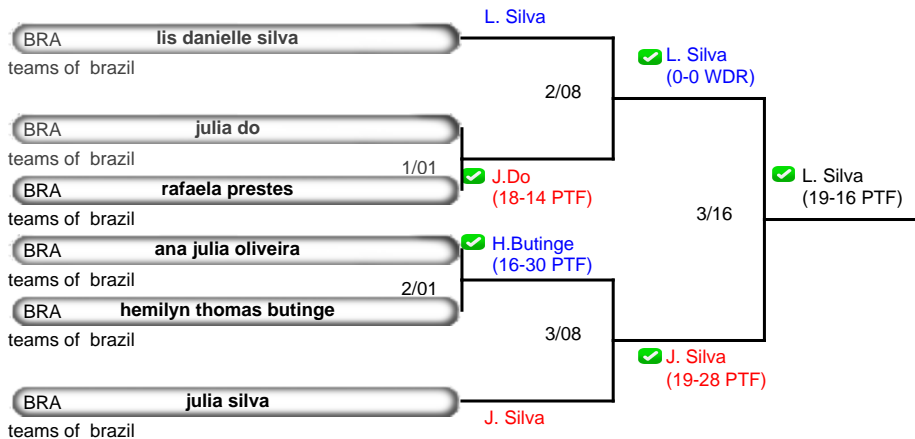 L. Silva
BRA lis danielle silva
teams of brazil
2/08
L. Silva
(0-0 WDR)
BRA julia do
teams of brazil
1/01
J.Do
(18-14 PTF)
BRA rafaela prestes
teams of brazil
3/16
L. Silva
(19-16 PTF)
BRA ana julia oliveira
teams of brazil
H.Butinge
(16-30 PTF)
2/01
BRA hemilyn thomas butinge
teams of brazil
3/08
J. Silva
(19-28 PTF)
BRA julia silva
teams of brazil
J. Silva